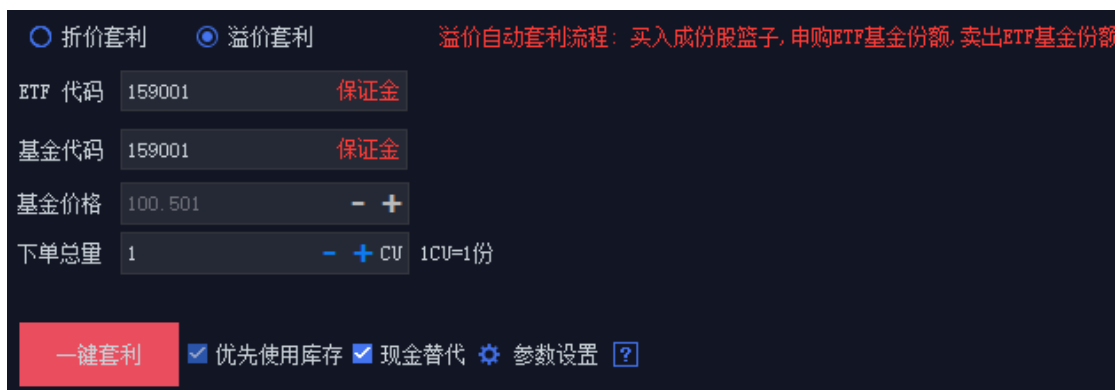 折价套利 溢价套利 溢价自动套利流程: 买入成份股篮子, 申购ETF基金份额, 卖出ETF基金份额
ETF 代码 159001 保证金
基金代码 159001 保证金
基金价格 100.501 - +
下单总量 1 - + CU 1CU=1份
一键套利 优先使用库存 现金替代 参数设置 ?